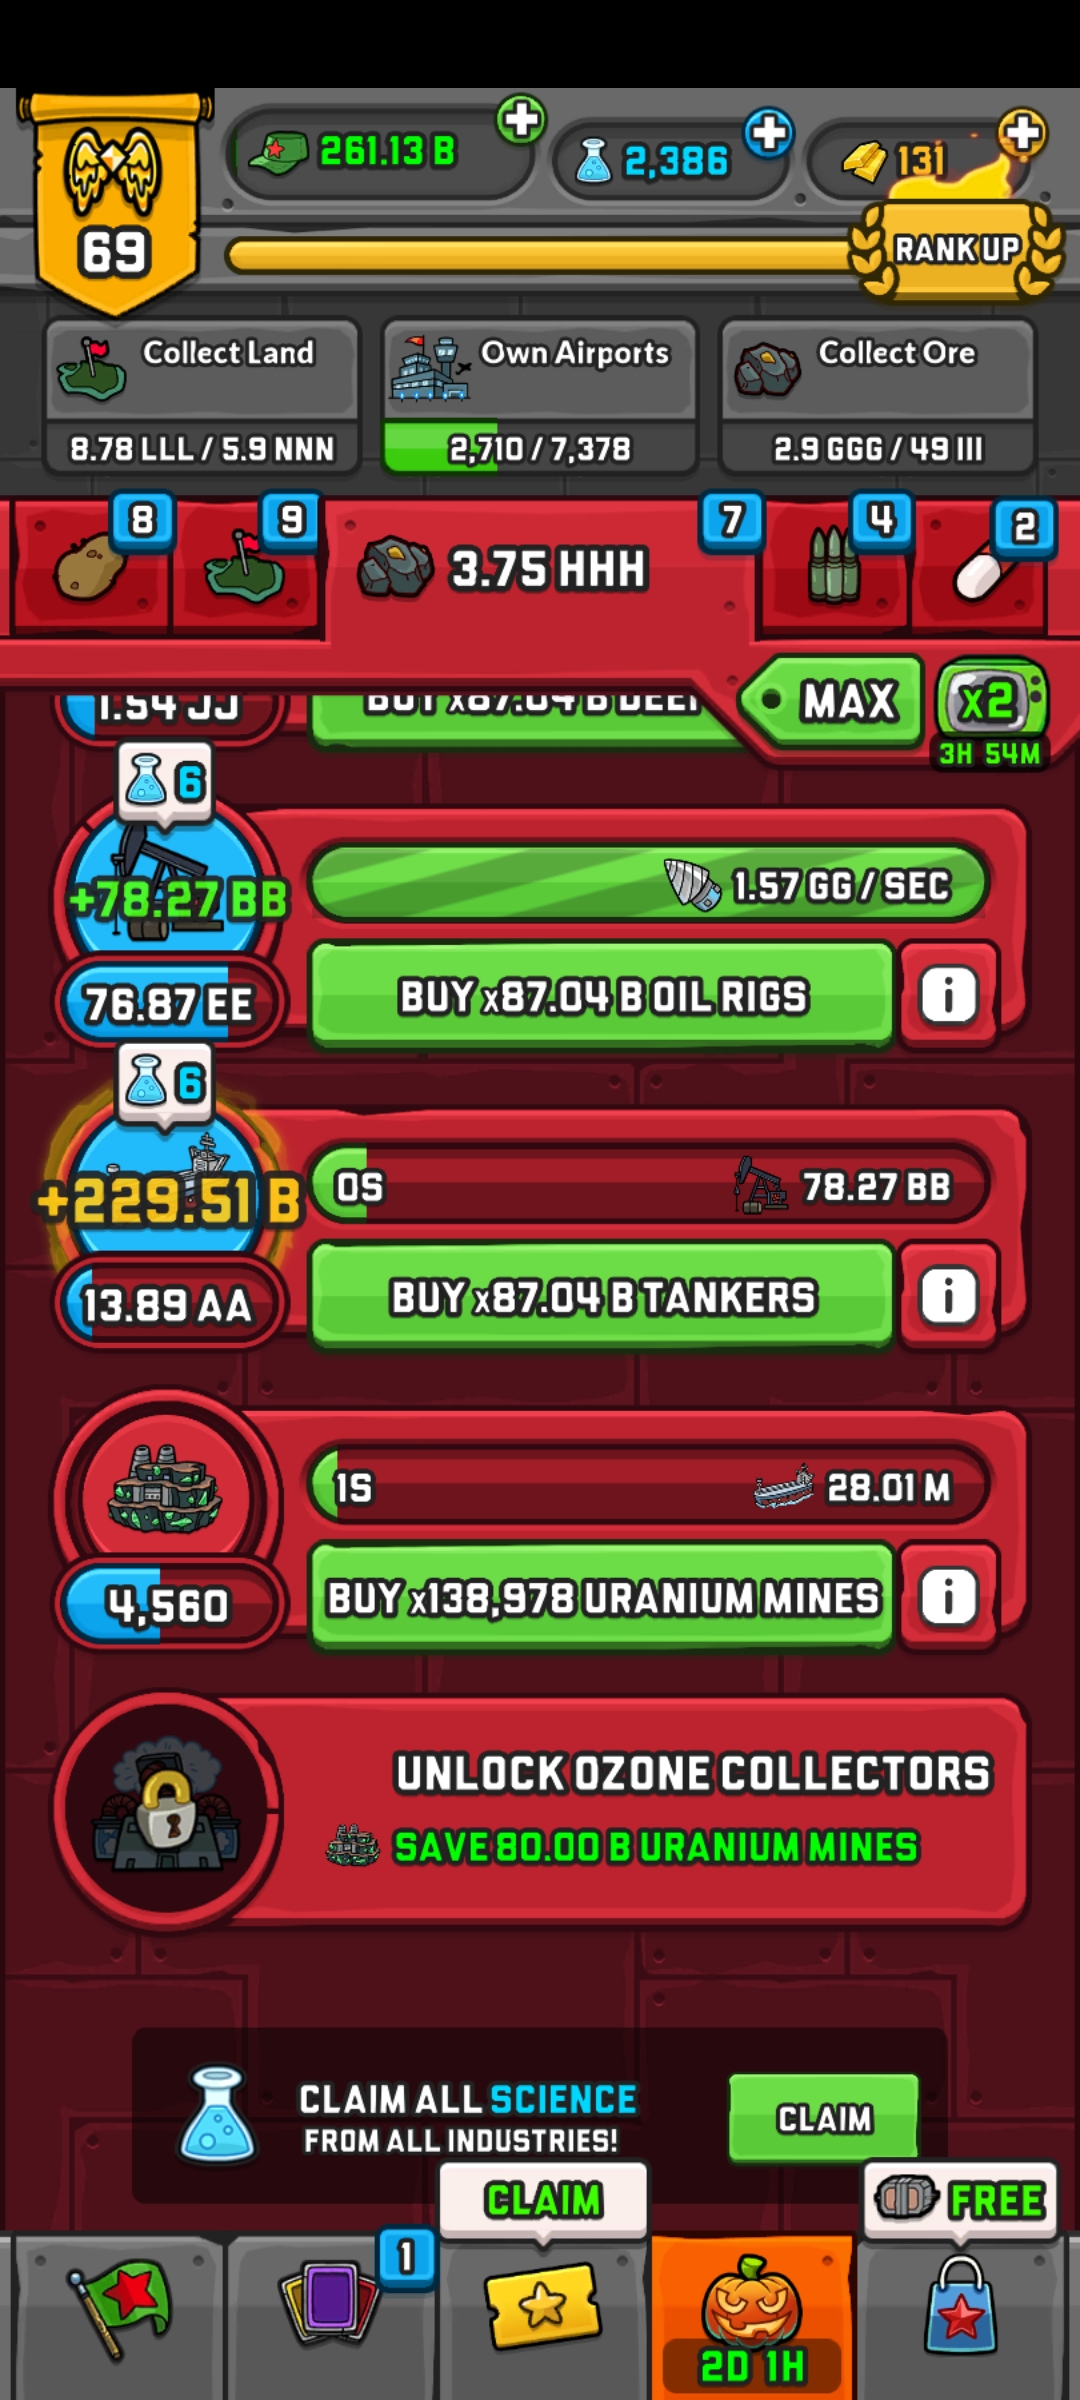 261.13 B
2,386
131
69
RANK UP
Collect Land
Own Airports
Collect Ore
8.78 LLL / 5.9 NNN
2,710 / 7,378
2.9 GGG / 49 III
8
9
7
4
2
3.75 HHH
MAX
x2
3H 54M
1.54 JJ
6
+78.27 BB
1.57 GG / SEC
76.87 EE
BUY x87.04 B OIL RIGS
i
6
+229.51 B
0S
78.27 BB
13.89 AA
BUY x87.04 B TANKERS
i
1S
28.01 M
4,560
BUY x138,978 URANIUM MINES
i
UNLOCK OZONE COLLECTORS
SAVE 80.00 B URANIUM MINES
CLAIM ALL SCIENCE
FROM ALL INDUSTRIES!
CLAIM
CLAIM
FREE
1
2D 1H